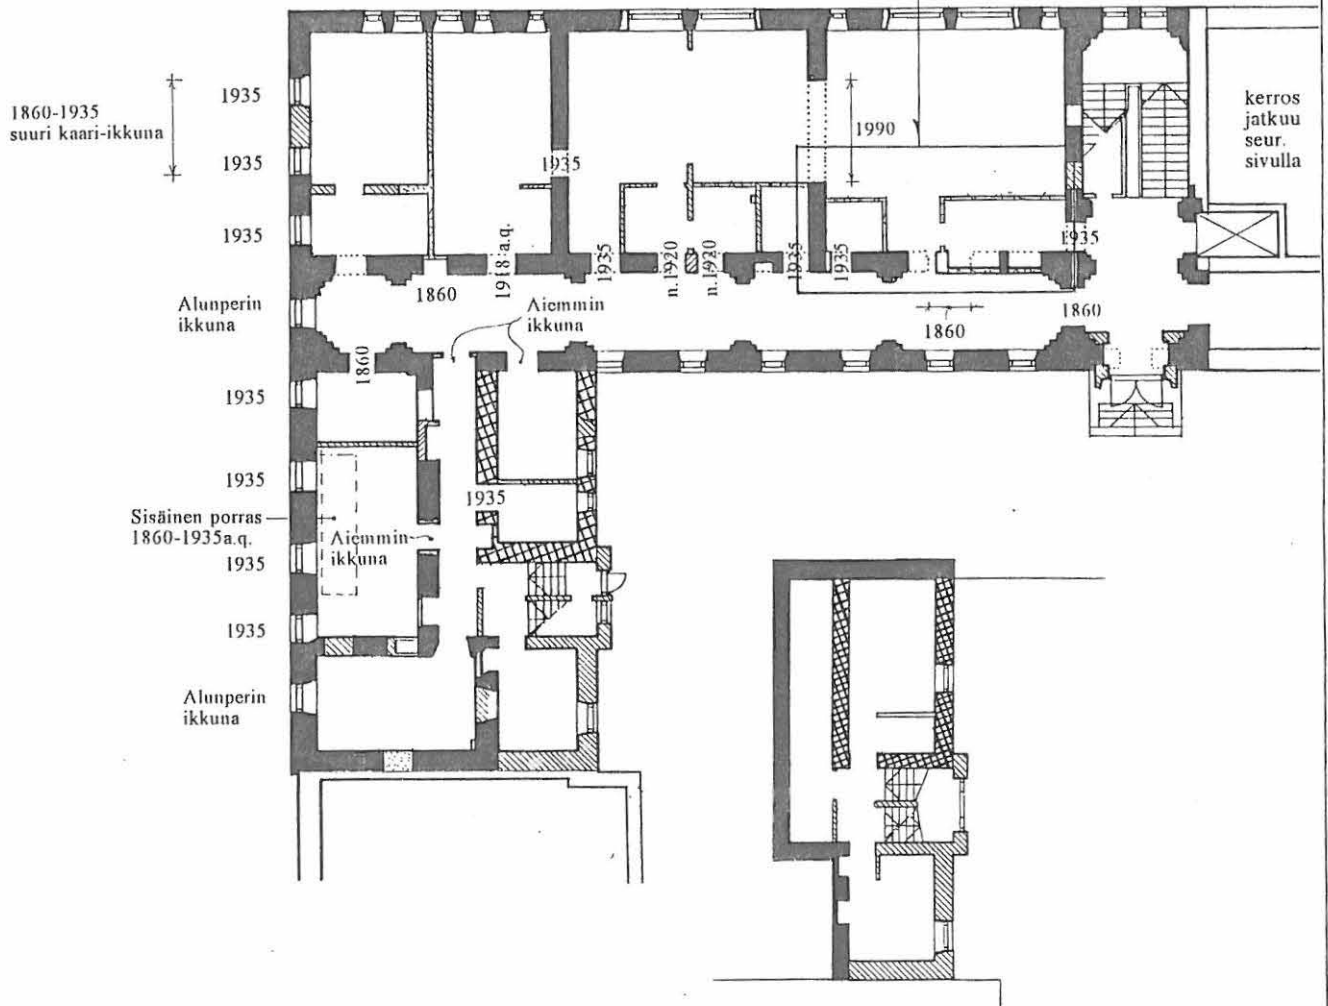 1860-1935
suuri kaari-ikkuna
1935
1935
1935
1935
1990
kerros
jatkuu
seur.
sivulla
1918 a.q.
1935
n.1920
n.1920
1935
1935
1935
1860
Alunperin
ikkuna
Aiemmin
ikkuna
1860
1860
1860
1935
1935
1935
Sisäinen porras
1860-1935a.q.
Aiemmin
ikkuna
1935
1935
Alunperin
ikkuna